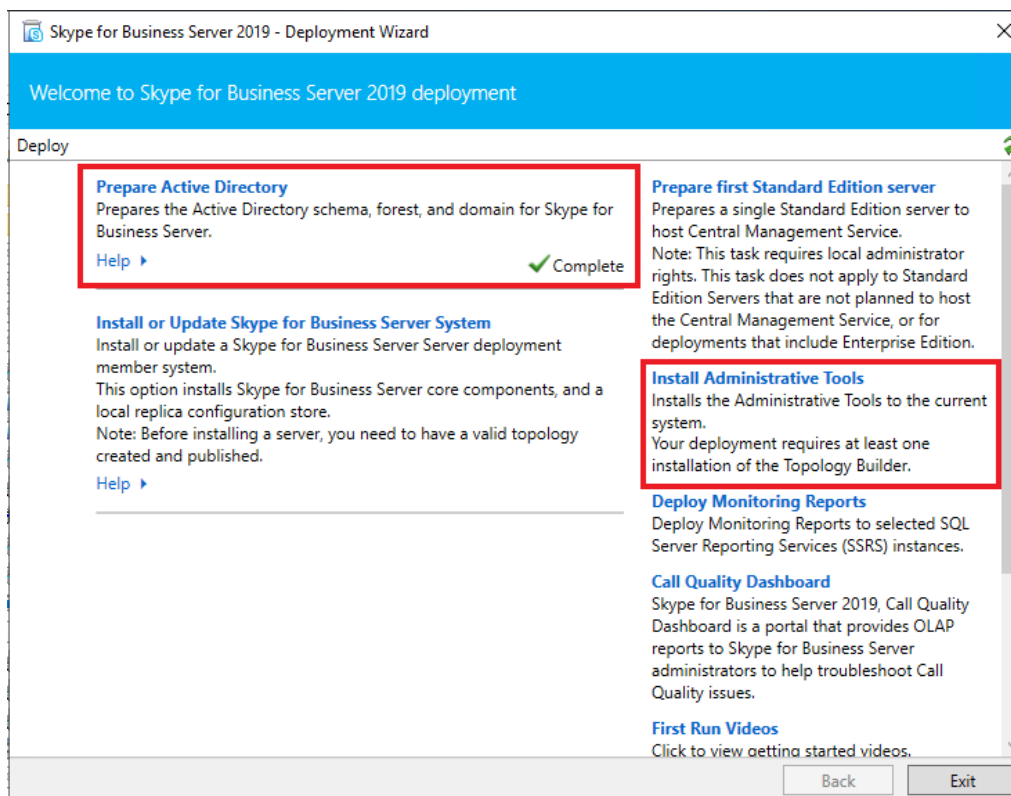 Skype for Business Server 2019 - Deployment Wizard
Welcome to Skype for Business Server 2019 deployment
Deploy
Prepare Active Directory
Prepares the Active Directory schema, forest, and domain for Skype for
Business Server.
Help
Complete
Install or Update Skype for Business Server System
Install or update a Skype for Business Server Server deployment
member system.
This option installs Skype for Business Server core components, and a
local replica configuration store.
Note: Before installing a server, you need to have a valid topology
created and published.
Help
Prepare first Standard Edition server
Prepares a single Standard Edition server to
host Central Management Service.
Note: This task requires local administrator
rights. This task does not apply to Standard
Edition Servers that are not planned to host
the Central Management Service, or for
deployments that include Enterprise Edition.
Install Administrative Tools
Installs the Administrative Tools to the current
system.
Your deployment requires at least one
installation of the Topology Builder.
Deploy Monitoring Reports
Deploy Monitoring Reports to selected SQL
Server Reporting Services (SSRS) instances.
Call Quality Dashboard
Skype for Business Server 2019, Call Quality
Dashboard is a portal that provides OLAP
reports to Skype for Business Server
administrators to help troubleshoot Call
Quality issues.
First Run Videos
Click to view getting started videos.
Back
Exit